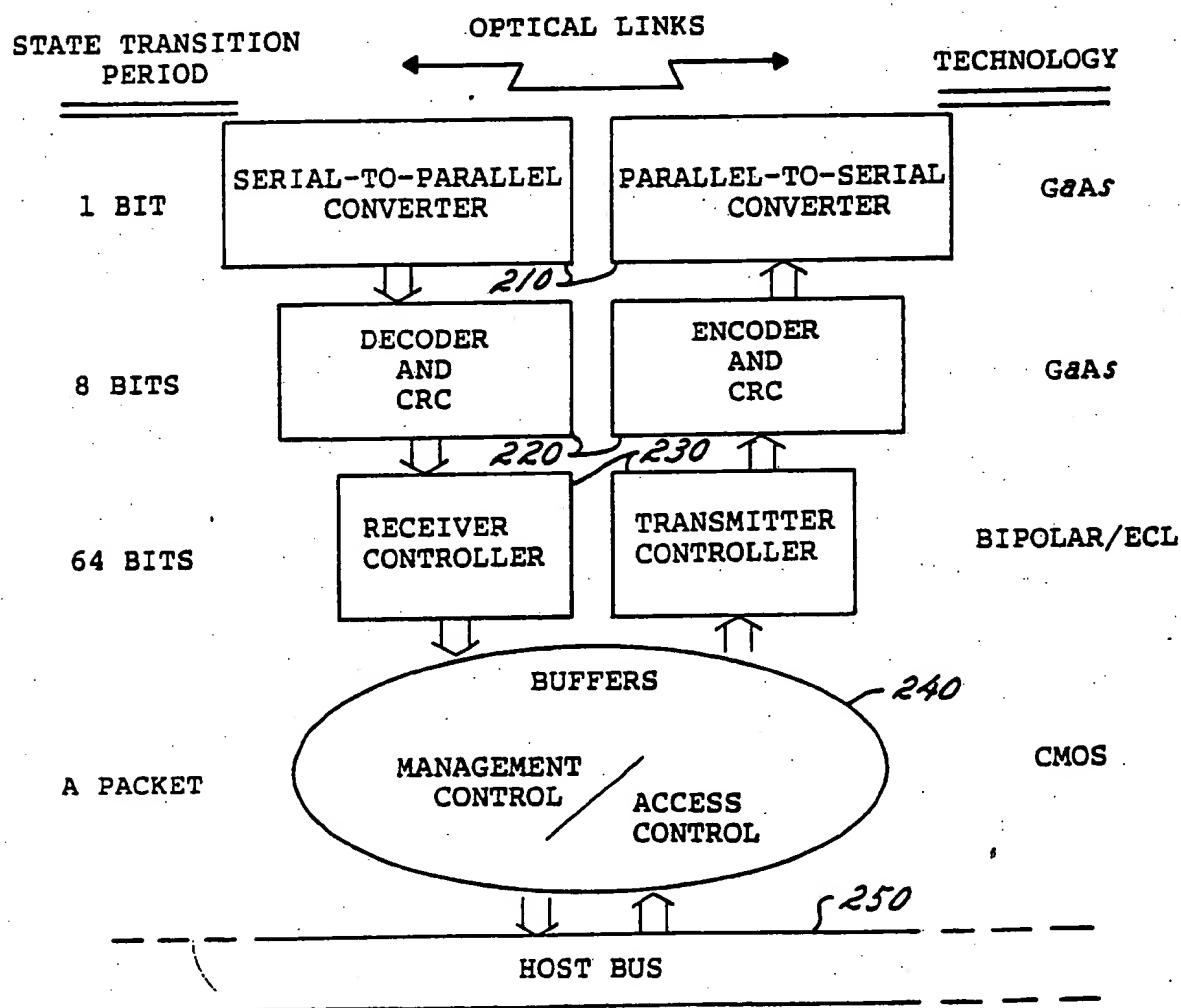 STATE TRANSITION
PERIOD
OPTICAL LINKS
TECHNOLOGY
1 BIT
SERIAL-TO-PARALLEL
CONVERTER
PARALLEL-TO-SERIAL
CONVERTER
GaAs
210
8 BITS
DECODER
AND
CRC
ENCODER
AND
CRC
GaAs
220
230
64 BITS
RECEIVER
CONTROLLER
TRANSMITTER
CONTROLLER
BIPOLAR/ECL
BUFFERS
240
A PACKET
MANAGEMENT
CONTROL
ACCESS
CONTROL
CMOS
250
HOST BUS